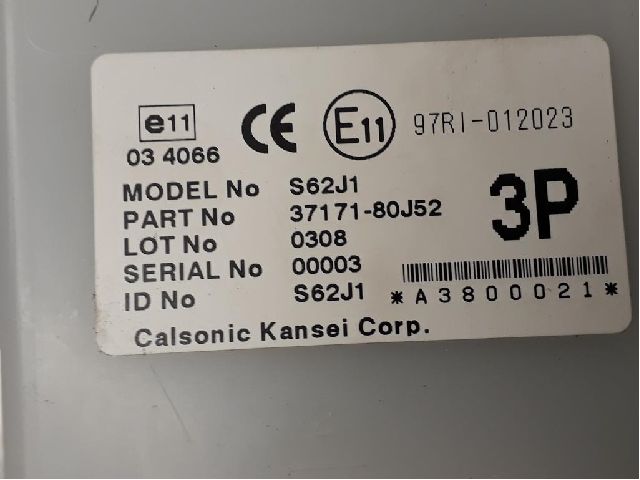 e11 CE E11 97RI-012023
03 4066
MODEL No S62J1
PART No 37171-80J52
LOT No 0308
SERIAL No 00003
ID No S62J1
3P
*A3800021*
Calsonic Kansei Corp.